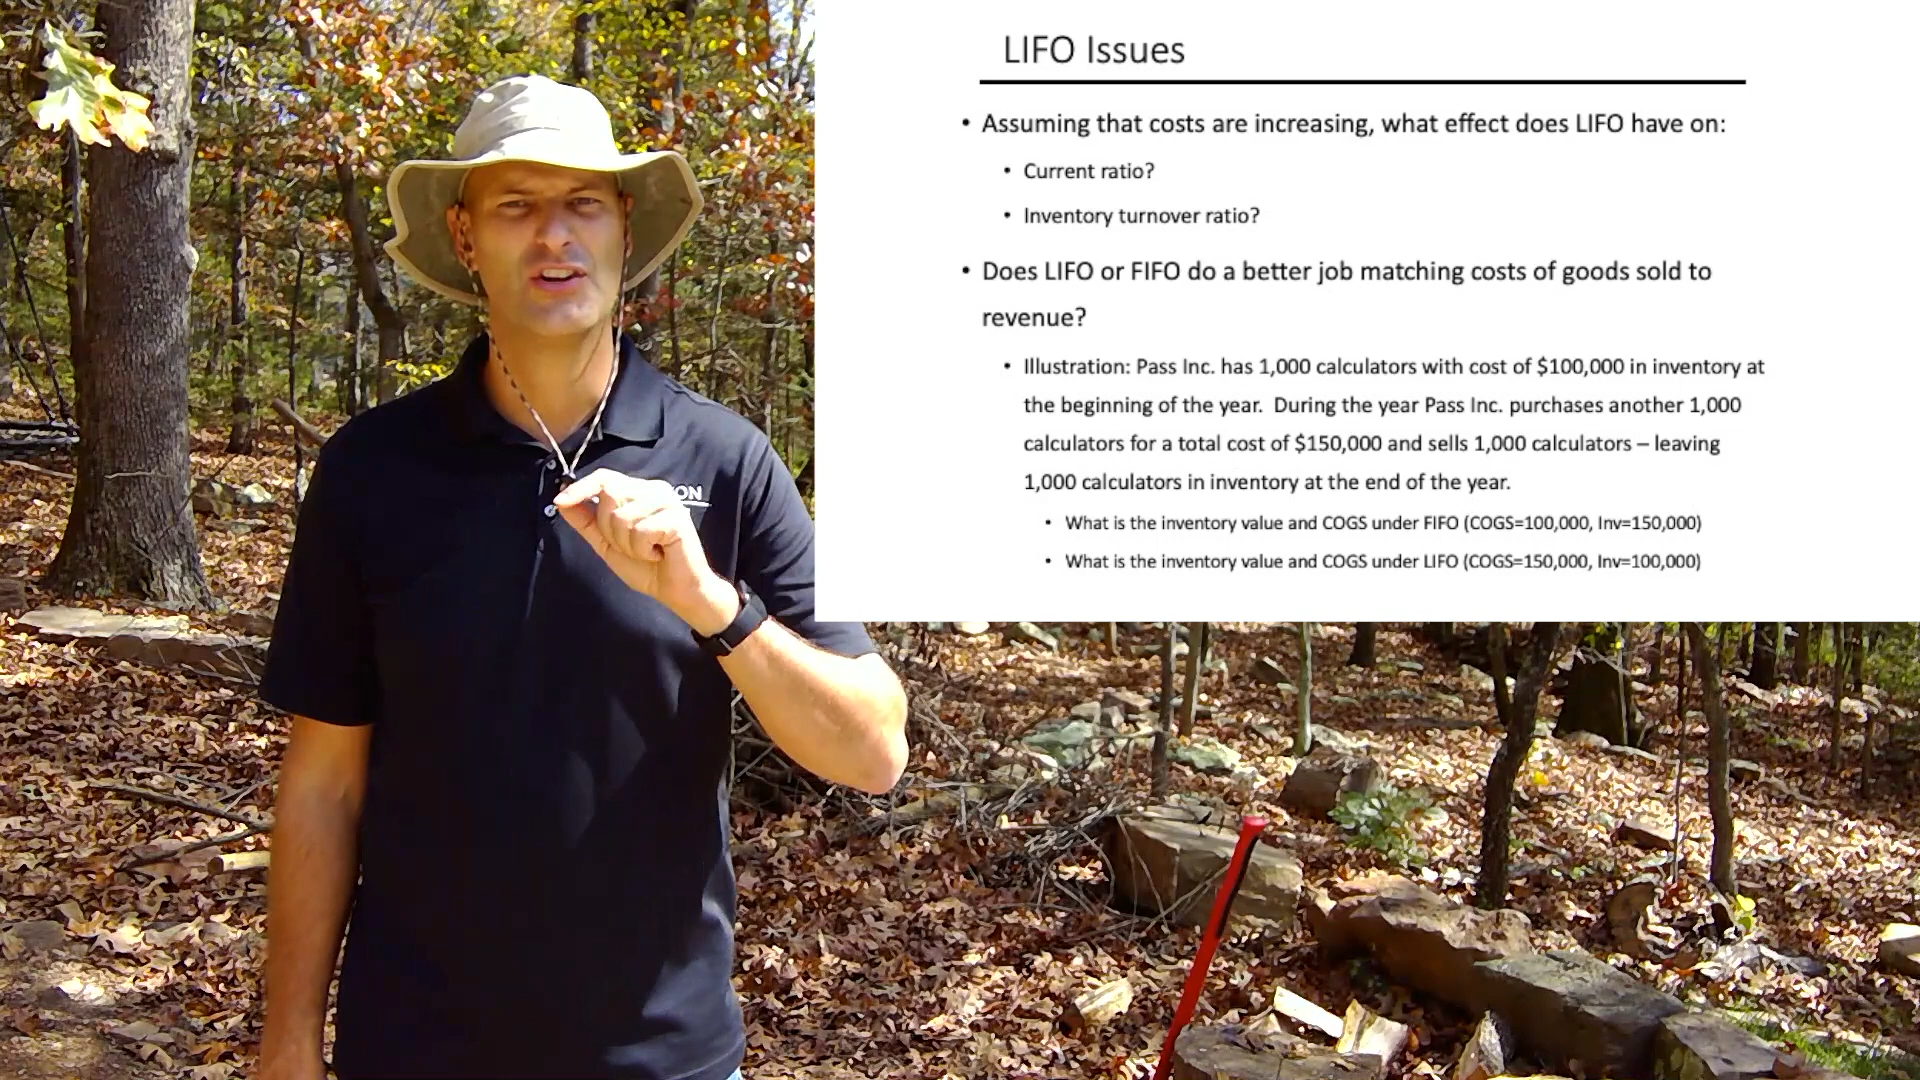 LIFO Issues
• Assuming that costs are increasing, what effect does LIFO have on:
• Current ratio?
• Inventory turnover ratio?
• Does LIFO or FIFO do a better job matching costs of goods sold to
revenue?
• Illustration: Pass Inc. has 1,000 calculators with cost of $100,000 in inventory at
the beginning of the year.  During the year Pass Inc. purchases another 1,000
calculators for a total cost of $150,000 and sells 1,000 calculators – leaving
1,000 calculators in inventory at the end of the year.
• What is the inventory value and COGS under FIFO (COGS=100,000, Inv=150,000)
• What is the inventory value and COGS under LIFO (COGS=150,000, Inv=100,000)